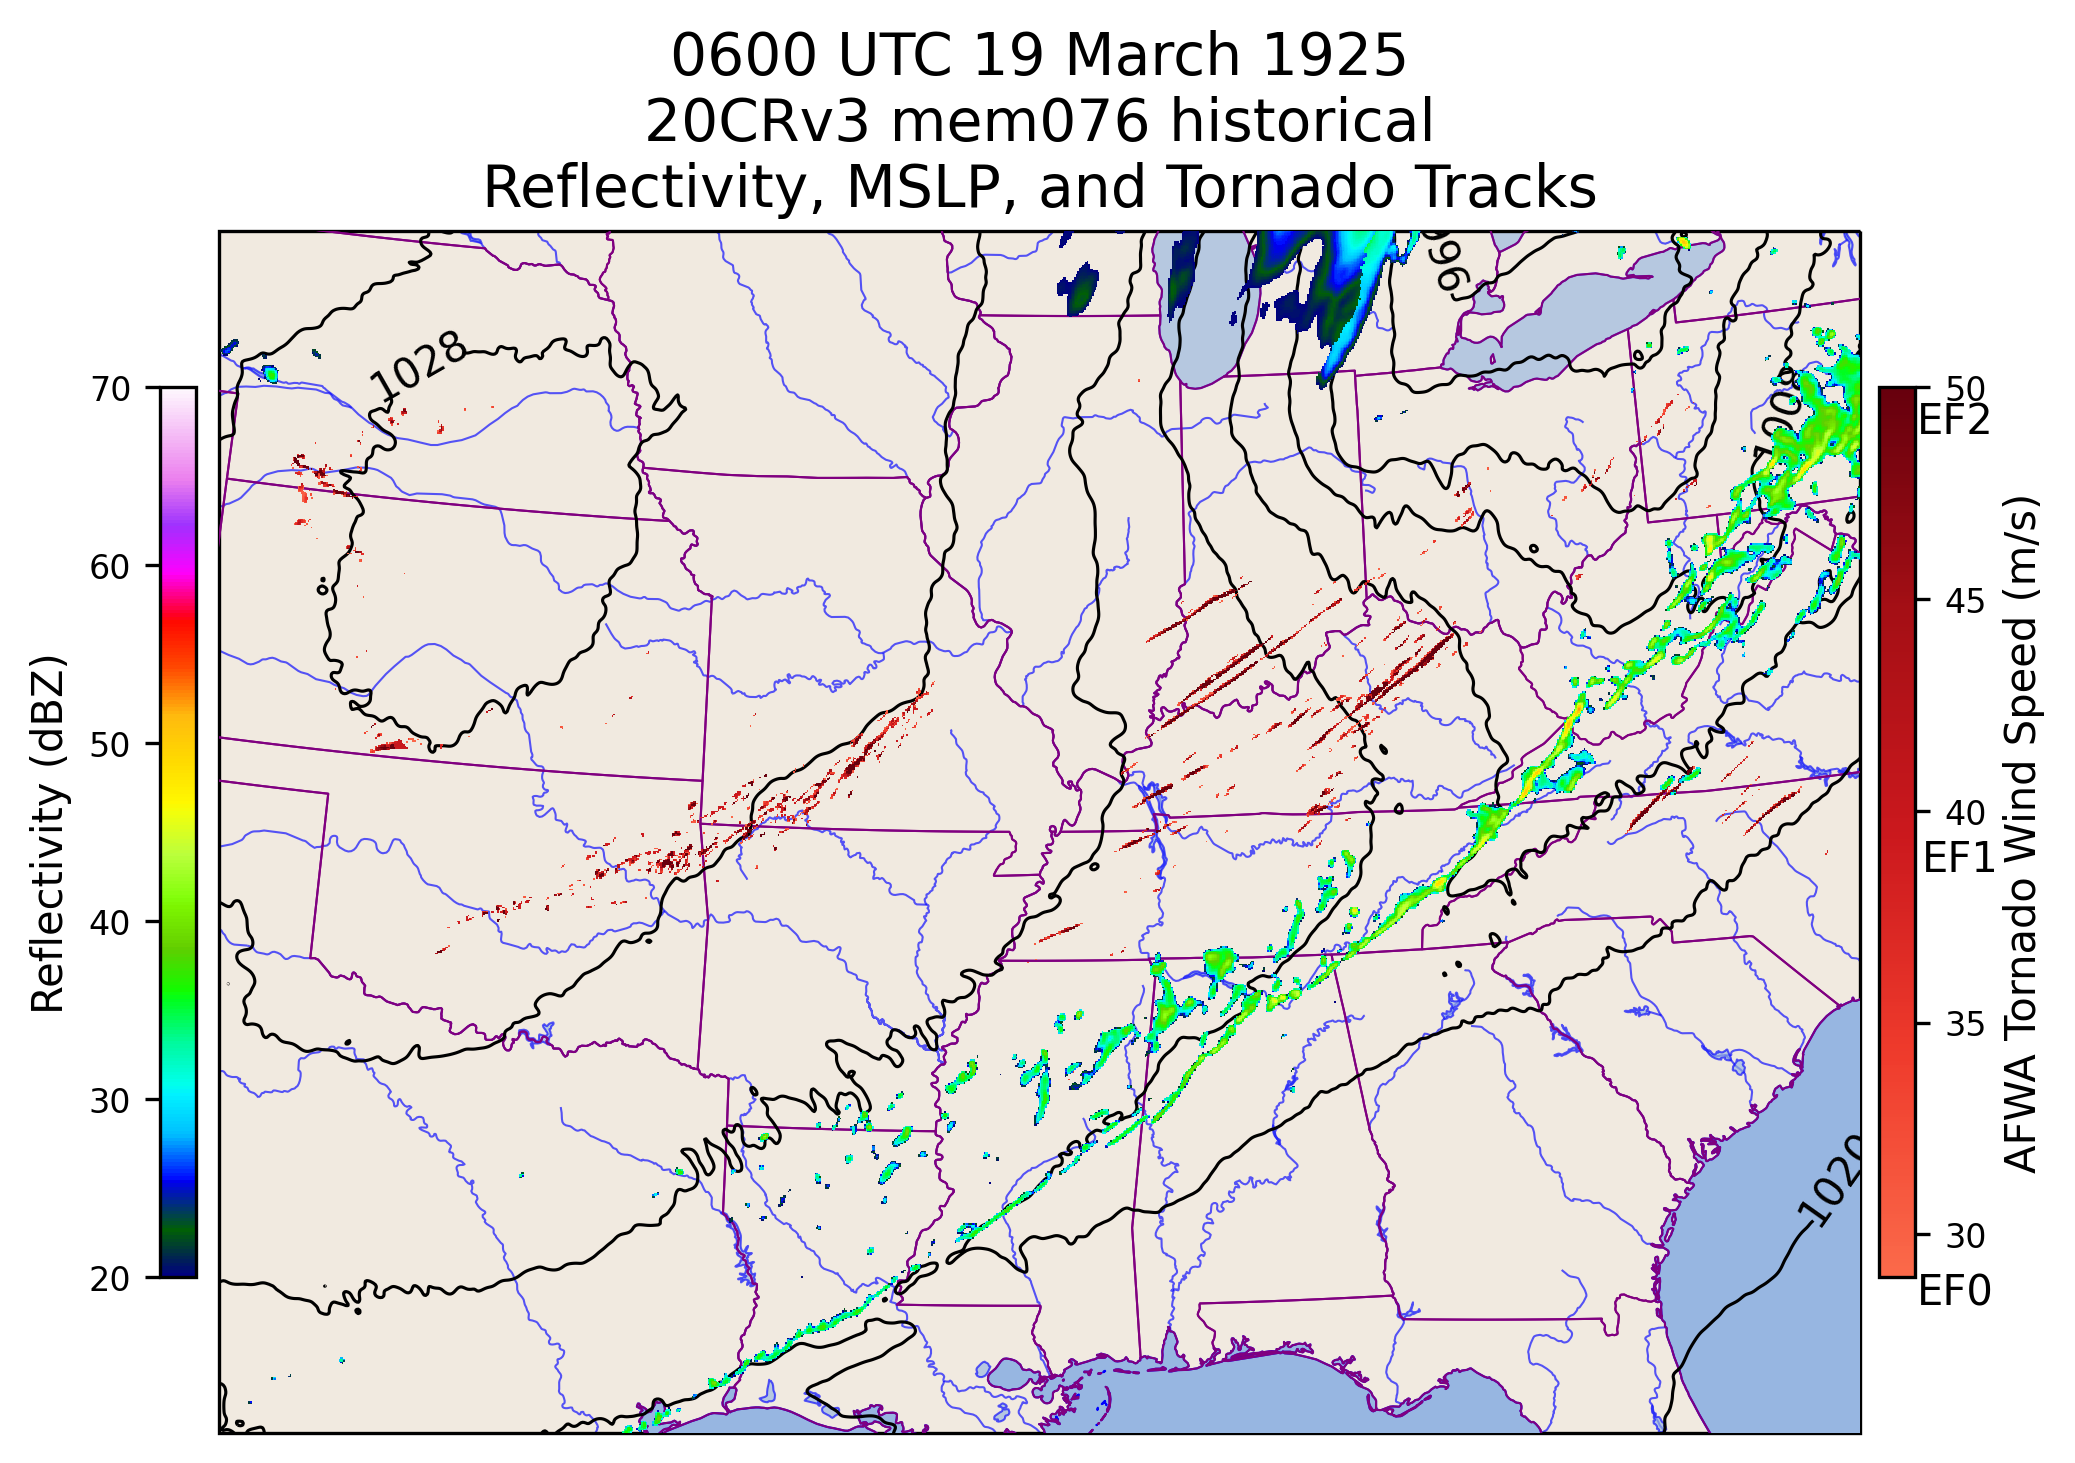 0600 UTC 19 March 1925
20CRv3 mem076 historical
Reflectivity, MSLP, and Tornado Tracks
996
1028
1009
1020
70
60
50
40
30
20
Reflectivity (dBZ)
50
EF2
45
40
EF1
35
30
EF0
AFWA Tornado Wind Speed (m/s)